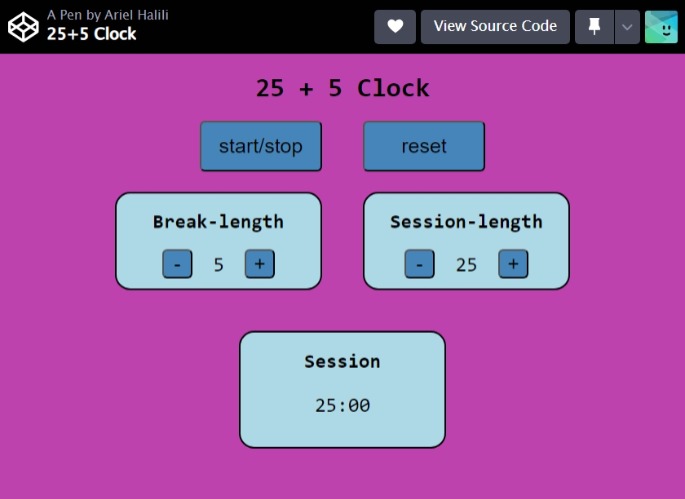 A Pen by Ariel Halili
25+5 Clock
View Source Code
25 + 5 Clock
start/stop
reset
Break-length
- 5 +
Session-length
- 25 +
Session
25:00